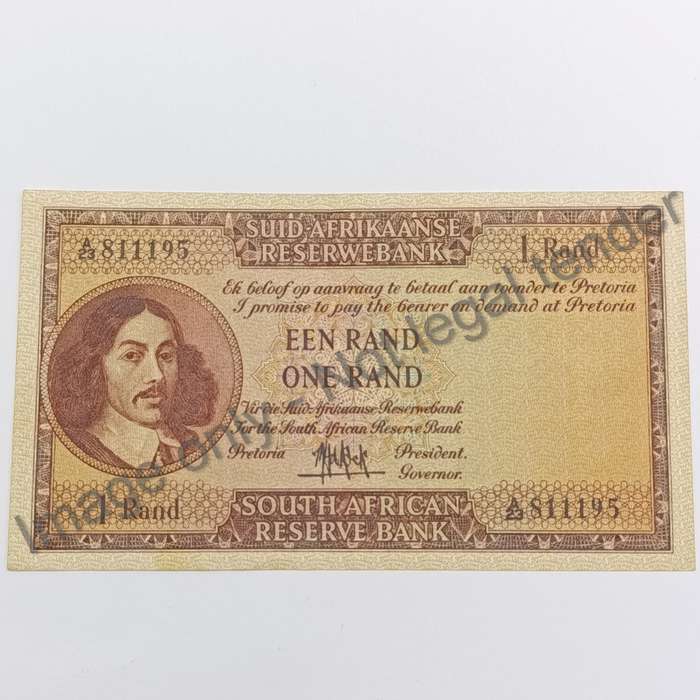 SUID-AFRIKAANSE
RESERWEBANK
A/23 811195
1 Rand
Ek beloof op aanvraag te betaal aan toonder te Pretoria
I promise to pay the bearer on demand at Pretoria
EEN RAND
ONE RAND
Vir die Suid-Afrikaanse Reserwebank
For the South African Reserve Bank
Pretoria President.
Governor.
1 Rand
SOUTH AFRICAN
RESERVE BANK
A/23 811195
Image only - Not legal tender